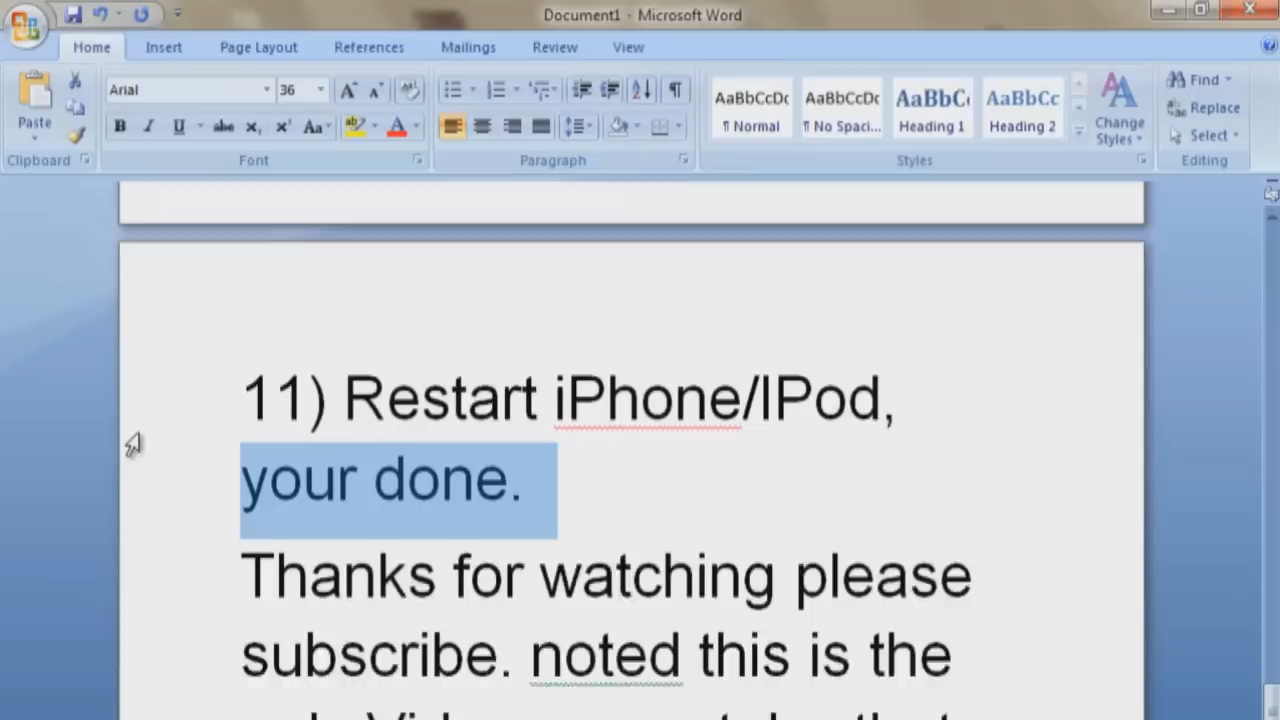 Document1 - Microsoft Word
Home Insert Page Layout References Mailings Review View
Arial 36
AaBbCcDc AaBbCcDc AaBbC AaBbCc
Paste ¶ Normal ¶ No Spaci... Heading 1 Heading 2 Change Styles
Find
Replace
Select
Clipboard Font Paragraph Styles Editing
11) Restart iPhone/IPod,
your done.
Thanks for watching please
subscribe. noted this is the